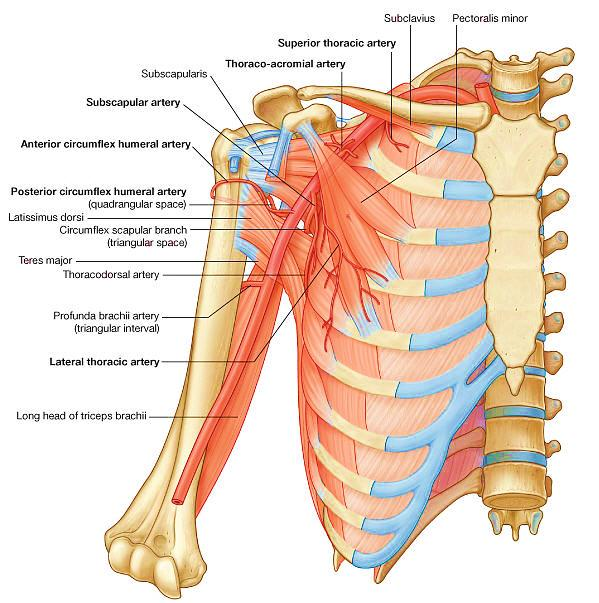 Subclavius
Pectoralis minor
Superior thoracic artery
Thoraco-acromial artery
Subscapularis
Subscapular artery
Anterior circumflex humeral artery
Posterior circumflex humeral artery
(quadrangular space)
Latissimus dorsi
Circumflex scapular branch
(triangular space)
Teres major
Thoracodorsal artery
Profunda brachii artery
(triangular interval)
Lateral thoracic artery
Long head of triceps brachii